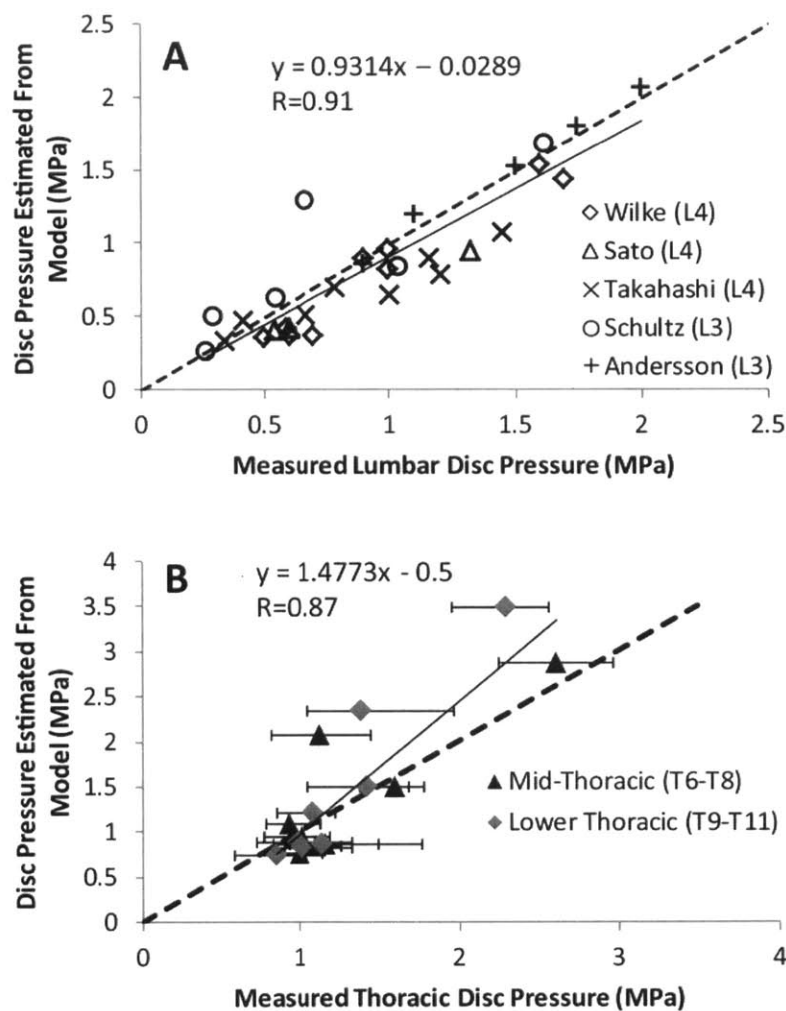 A
y = 0.9314x – 0.0289
R=0.91
2.5
2
1.5
1
0.5
0
Disc Pressure Estimated From
Model (MPa)
Wilke (L4)
Sato (L4)
Takahashi (L4)
Schultz (L3)
Andersson (L3)
0
0.5
1
1.5
2
2.5
Measured Lumbar Disc Pressure (MPa)
B
y = 1.4773x - 0.5
R=0.87
4
3.5
3
2.5
2
1.5
1
0.5
0
Disc Pressure Estimated From
Model (MPa)
Mid-Thoracic (T6-T8)
Lower Thoracic (T9-T11)
0
1
2
3
4
Measured Thoracic Disc Pressure (MPa)